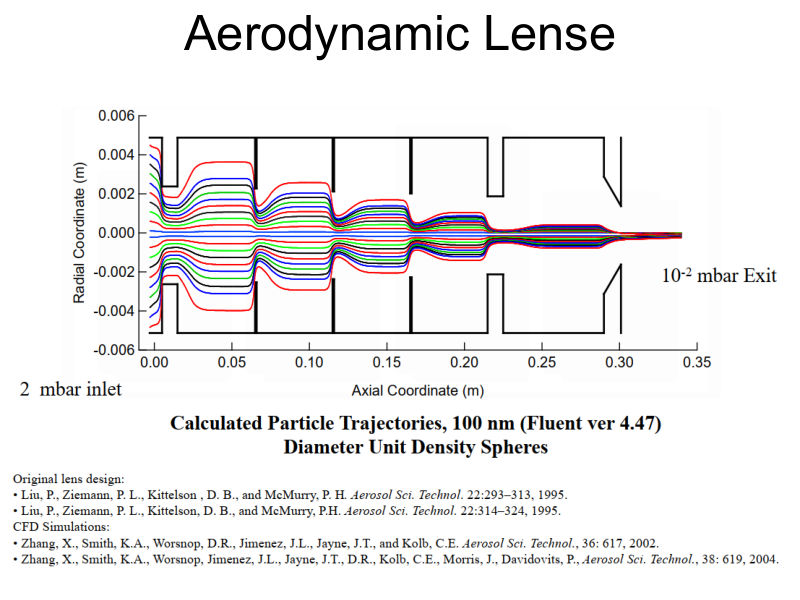 Aerodynamic Lense
0.006
0.004
0.002
0.000
-0.002
-0.004
-0.006
Radial Coordinate (m)
0.00 0.05 0.10 0.15 0.20 0.25 0.30 0.35
10-2 mbar Exit
2 mbar inlet
Axial Coordinate (m)
Calculated Particle Trajectories, 100 nm (Fluent ver 4.47)
Diameter Unit Density Spheres
Original lens design:
• Liu, P., Ziemann, P. L., Kittelson , D. B., and McMurry, P. H. Aerosol Sci. Technol. 22:293–313, 1995.
• Liu, P., Ziemann, P. L., Kittelson, D. B., and McMurry, P.H. Aerosol Sci. Technol. 22:314–324, 1995.
CFD Simulations:
• Zhang, X., Smith, K.A., Worsnop, D.R., Jimenez, J.L., Jayne, J.T., and Kolb, C.E. Aerosol Sci. Technol., 36: 617, 2002.
• Zhang, X., Smith, K.A., Worsnop, Jimenez, J.L., Jayne, J.T., D.R., Kolb, C.E., Morris, J., Davidovits, P., Aerosol Sci. Technol., 38: 619, 2004.